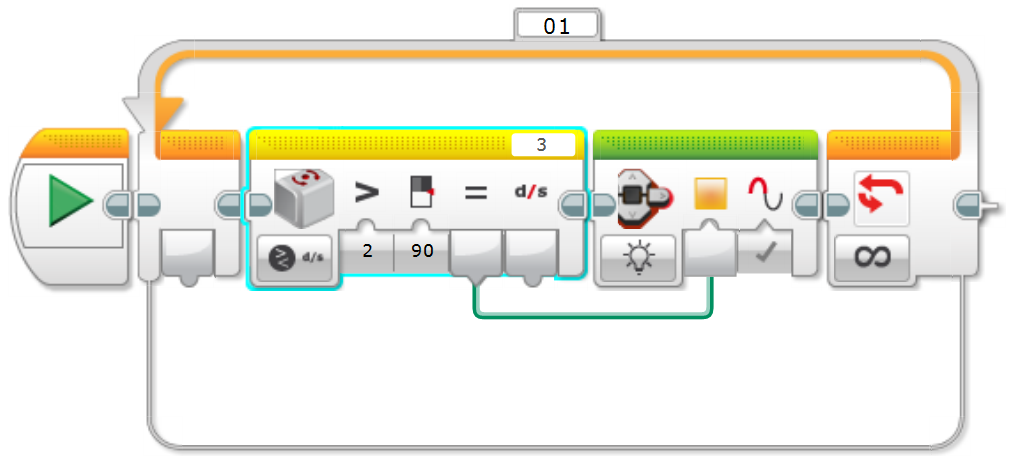 01
3
> = d/s
d/s 2 90 ∞